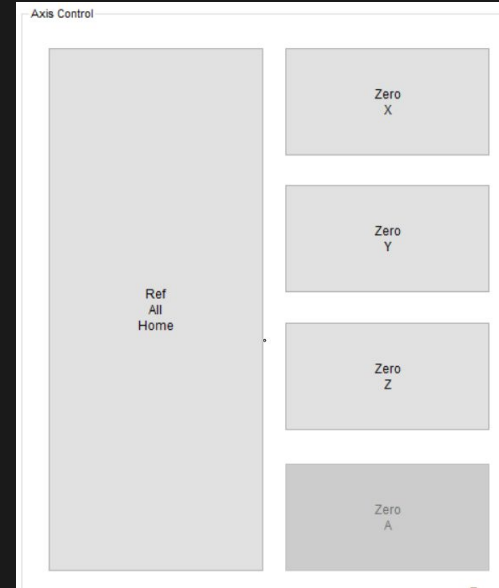 Axis Control
Ref
All
Home
Zero
X
Zero
Y
Zero
Z
Zero
A